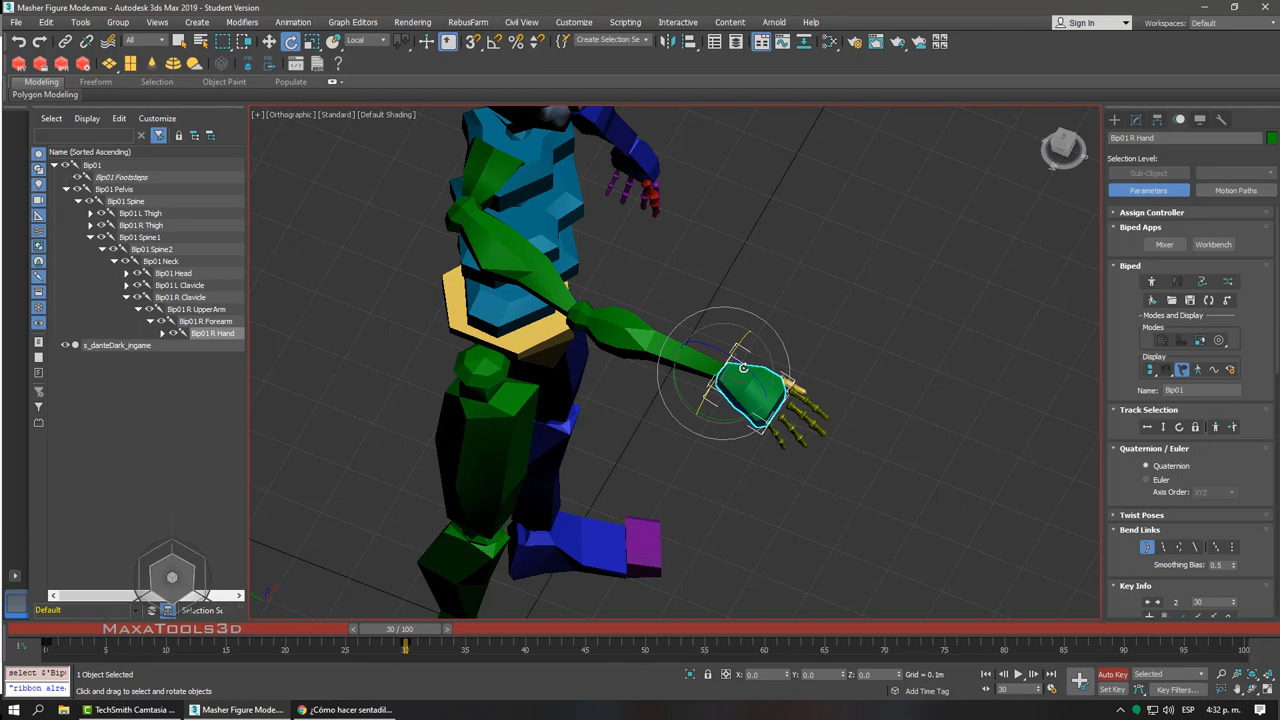 Masher Figure Mode.max - Autodesk 3ds Max 2019 - Student Version
File Edit Tools Group Views Create Modifiers Animation Graph Editors Rendering RebusFarm Civil View Customize Scripting Interactive Content Arnold Help
Sign In Workspaces: Default
All Local Create Selection Se
Modeling Freeform Selection Object Paint Populate
Polygon Modeling
Select Display Edit Customize
Name (Sorted Ascending)
Bip01
Bip01 Footsteps
Bip01 Pelvis
Bip01 Spine
Bip01 L Thigh
Bip01 R Thigh
Bip01 Spine1
Bip01 Spine2
Bip01 Neck
Bip01 Head
Bip01 L Clavicle
Bip01 R Clavicle
Bip01 R UpperArm
Bip01 R Forearm
Bip01 R Hand
s_danteDark_ingame
Default Selection Sc
[+] [Orthographic] [Standard] [Default Shading]
Bip01 R Hand
Selection Level:
Sub-Object
Parameters Motion Paths
Assign Controller
Biped Apps
Mixer Workbench
Biped
- Modes and Display
Modes
Display
Name: Bip01
Track Selection
Quaternion / Euler
Quaternion
Euler
Axis Order: XYZ
Twist Poses
Bend Links
Smoothing Bias: 0.5
Key Info
2 30
MAXATOOLS3D
30 / 100
0 5 10 15 20 25 30 35 40 45 50 55 60 65 70 75 80 85 90 95 100
select $'Bip
"ribbon alre
1 Object Selected
Click and drag to select and rotate objects
X: 0.0 Y: 0.0 Z: 0.0 Grid = 0.1m
Add Time Tag
Auto Key Selected
Set Key Key Filters...
30
TechSmith Camtasia ... Masher Figure Mode.... ¿Cómo hacer sentadil...
ESP 4:32 p. m.